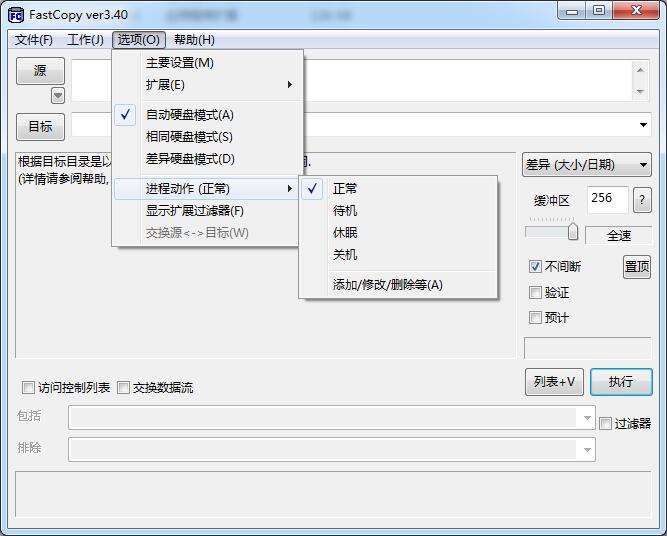 FastCopy ver3.40
文件(F) 工作(J) 选项(O) 帮助(H)
源
主要设置(M)
扩展(E)
自动硬盘模式(A)
目标
相同硬盘模式(S)
差异硬盘模式(D)
根据目标目录是以
(详情请参阅帮助,
差异 (大小/日期)
进程动作 (正常)
正常
缓冲区 256 ?
显示扩展过滤器(F)
待机
交换源<->目标(W)
休眠
全速
关机
不间断 置顶
添加/修改/删除等(A)
验证
预计
列表+V 执行
访问控制列表 交换数据流
包括
过滤器
排除